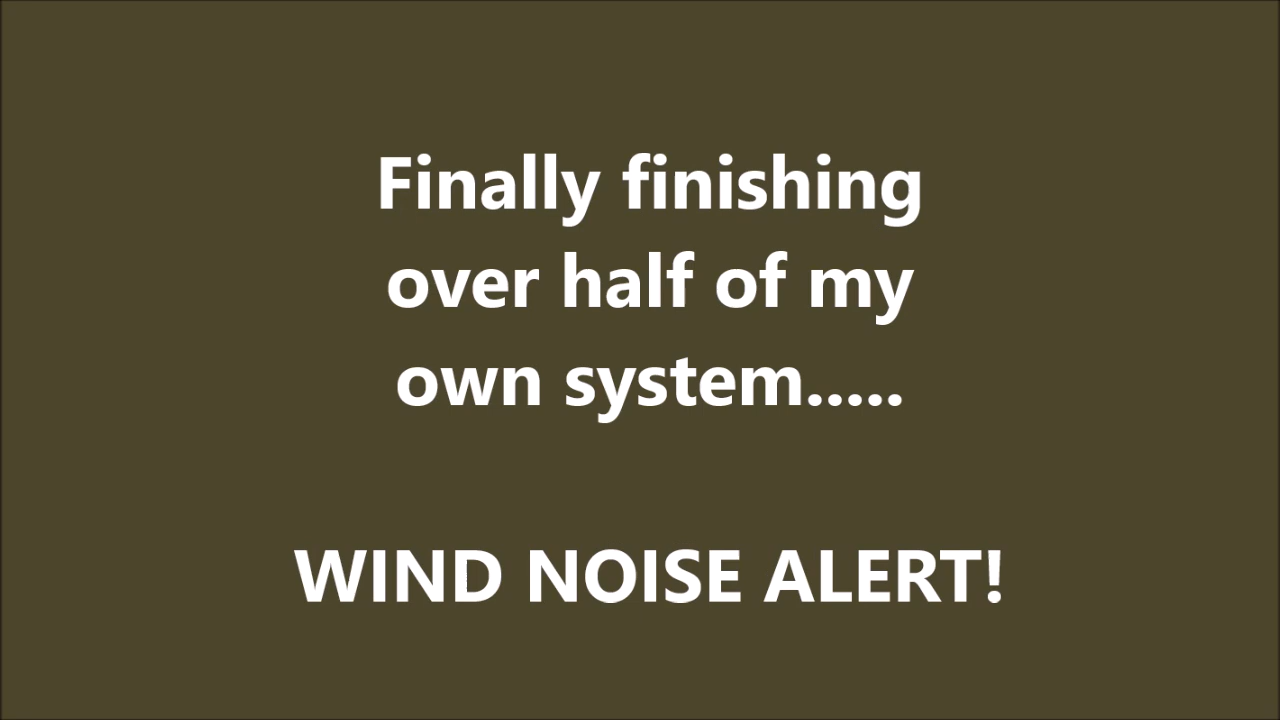 Finally finishing
over half of my
own system.....
WIND NOISE ALERT!